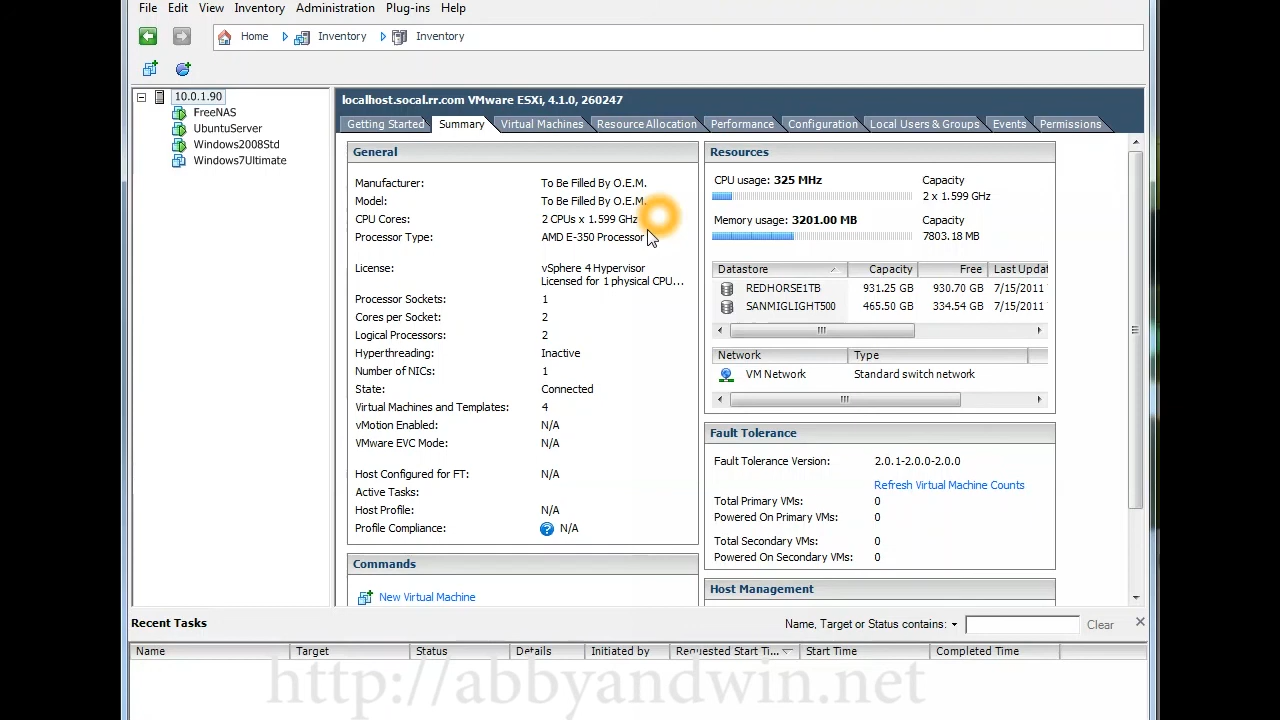 File Edit View Inventory Administration Plug-ins Help
Home Inventory Inventory
10.0.1.90
FreeNAS
UbuntuServer
Windows2008Std
Windows7Ultimate
localhost.socal.rr.com VMware ESXi, 4.1.0, 260247
Getting Started Summary Virtual Machines Resource Allocation Performance Configuration Local Users & Groups Events Permissions
General
Manufacturer: To Be Filled By O.E.M.
Model: To Be Filled By O.E.M.
CPU Cores: 2 CPUs x 1.599 GHz
Processor Type: AMD E-350 Processor
License: vSphere 4 Hypervisor
Licensed for 1 physical CPU...
Processor Sockets: 1
Cores per Socket: 2
Logical Processors: 2
Hyperthreading: Inactive
Number of NICs: 1
State: Connected
Virtual Machines and Templates: 4
vMotion Enabled: N/A
VMware EVC Mode: N/A
Host Configured for FT: N/A
Active Tasks:
Host Profile: N/A
Profile Compliance: ? N/A
Commands
New Virtual Machine
Resources
CPU usage: 325 MHz Capacity
2 x 1.599 GHz
Memory usage: 3201.00 MB Capacity
7803.18 MB
Datastore Capacity Free Last Updat
REDHORSE1TB 931.25 GB 930.70 GB 7/15/2011
SANMIGLIGHT500 465.50 GB 334.54 GB 7/15/2011
Network Type
VM Network Standard switch network
Fault Tolerance
Fault Tolerance Version: 2.0.1-2.0.0-2.0.0
Refresh Virtual Machine Counts
Total Primary VMs: 0
Powered On Primary VMs: 0
Total Secondary VMs: 0
Powered On Secondary VMs: 0
Host Management
Recent Tasks Name, Target or Status contains: Clear
Name Target Status Details Initiated by Requested Start Ti... Start Time Completed Time
http://abbyandwin.net